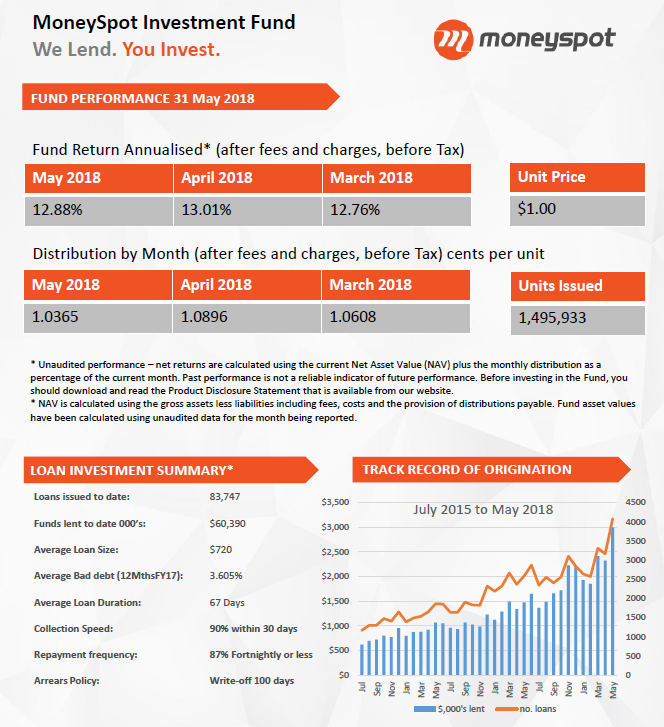 MoneySpot Investment Fund
We Lend. You Invest.
moneyspot
FUND PERFORMANCE 31 May 2018
Fund Return Annualised* (after fees and charges, before Tax)
May 2018 April 2018 March 2018
12.88% 13.01% 12.76%
Unit Price
$1.00
Distribution by Month (after fees and charges, before Tax) cents per unit
May 2018 April 2018 March 2018
1.0365 1.0896 1.0608
Units Issued
1,495,933
* Unaudited performance – net returns are calculated using the current Net Asset Value (NAV) plus the monthly distribution as a
percentage of the current month. Past performance is not a reliable indicator of future performance. Before investing in the Fund, you
should download and read the Product Disclosure Statement that is available from our website.
* NAV is calculated using the gross assets less liabilities including fees, costs and the provision of distributions payable. Fund asset values
have been calculated using unaudited data for the month being reported.
LOAN INVESTMENT SUMMARY*
Loans issued to date: 83,747
Funds lent to date 000's: $60,390
Average Loan Size: $720
Average Bad debt (12MthsFY17): 3.605%
Average Loan Duration: 67 Days
Collection Speed: 90% within 30 days
Repayment frequency: 87% Fortnightly or less
Arrears Policy: Write-off 100 days
TRACK RECORD OF ORIGINATION
July 2015 to May 2018
$3,500
$3,000
$2,500
$2,000
$1,500
$1,000
$500
$0
4500
4000
3500
3000
2500
2000
1500
1000
500
0
Jul Sep Nov Jan Mar May Jul Sep Nov Jan Mar May Jul Sep Nov Jan Mar May
$,000's lent no. loans